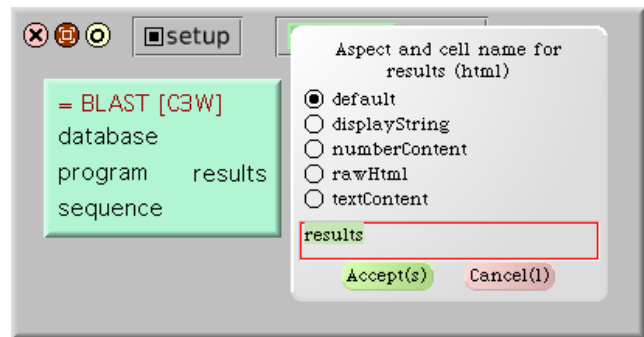 setup
Aspect and cell name for
results (html)
default
displayString
numberContent
rawHtml
textContent
results
Accept(s) Cancel(l)
= BLAST [C3W]
database
program results
sequence